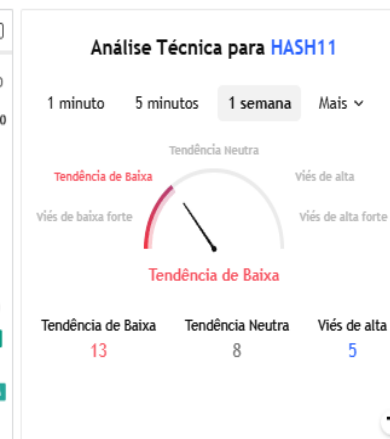 Análise Técnica para HASH11
1 minuto 5 minutos 1 semana Mais
Tendência Neutra
Tendência de Baixa Viés de alta
Viés de baixa forte Viés de alta forte
Tendência de Baixa
Tendência de Baixa Tendência Neutra Viés de alta
13 8 5